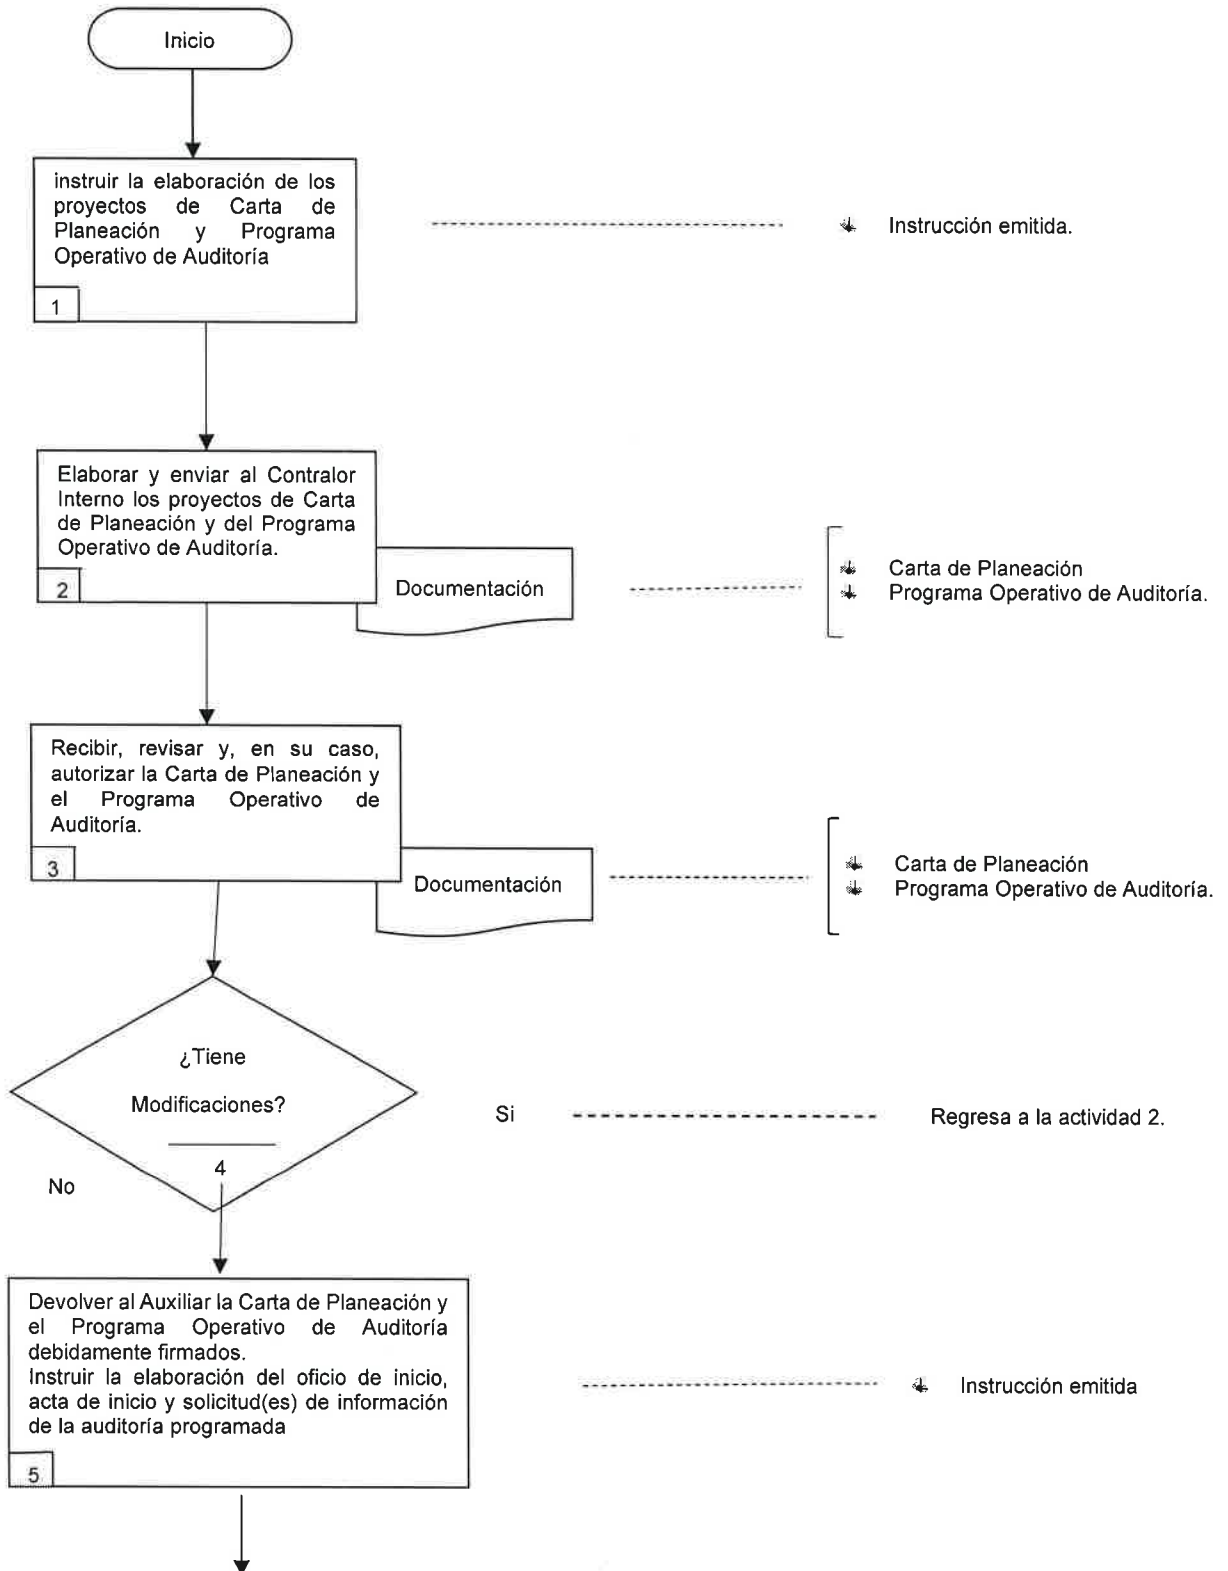 Inicio
instruir la elaboración de los
proyectos de Carta de
Planeación y Programa
Operativo de Auditoría
1
Instrucción emitida.
Elaborar y enviar al Contralor
Interno los proyectos de Carta
de Planeación y del Programa
Operativo de Auditoría.
2
Documentación
Carta de Planeación
Programa Operativo de Auditoría.
Recibir, revisar y, en su caso,
autorizar la Carta de Planeación y
el Programa Operativo de
Auditoría.
3
Documentación
Carta de Planeación
Programa Operativo de Auditoría.
¿Tiene
Modificaciones?
4
Si
Regresa a la actividad 2.
No
Devolver al Auxiliar la Carta de Planeación y
el Programa Operativo de Auditoría
debidamente firmados.
Instruir la elaboración del oficio de inicio,
acta de inicio y solicitud(es) de información
de la auditoría programada
5
Instrucción emitida